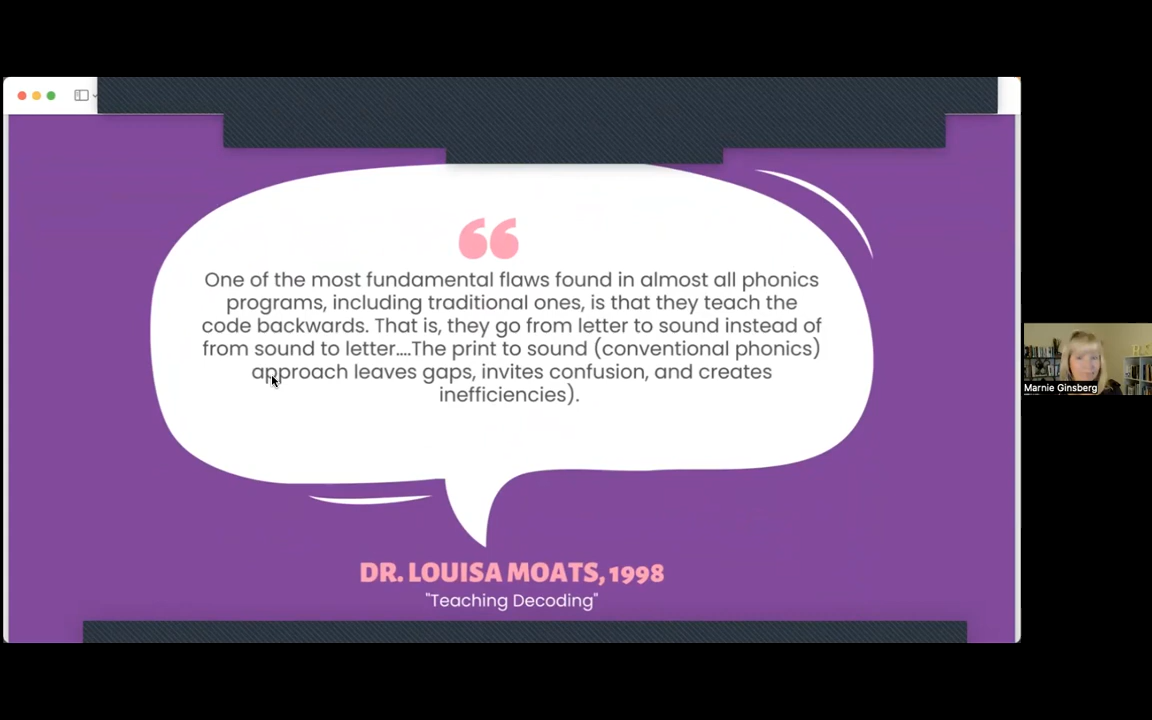 “
One of the most fundamental flaws found in almost all phonics
programs, including traditional ones, is that they teach the
code backwards. That is, they go from letter to sound instead of
from sound to letter....The print to sound (conventional phonics)
approach leaves gaps, invites confusion, and creates
inefficiencies).
DR. LOUISA MOATS, 1998
"Teaching Decoding"
Marnie Ginsberg